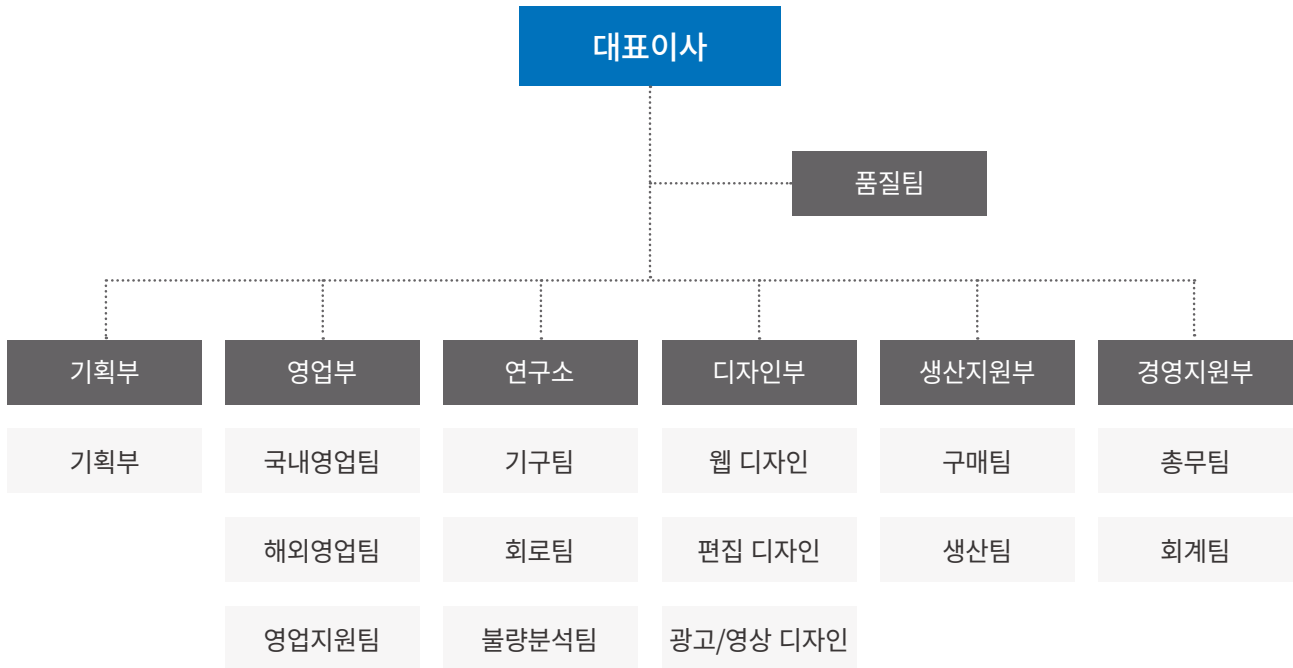 대표이사
품질팀
기획부
영업부
연구소
디자인부
생산지원부
경영지원부
기획부
국내영업팀
기구팀
웹 디자인
구매팀
총무팀
해외영업팀
회로팀
편집 디자인
생산팀
회계팀
영업지원팀
불량분석팀
광고/영상 디자인